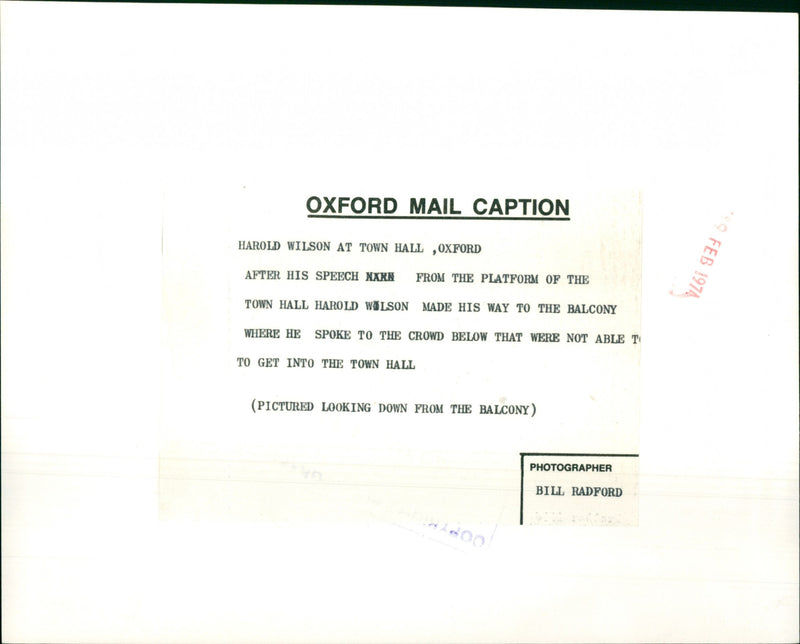 OXFORD MAIL CAPTION
HAROLD WILSON AT TOWN HALL ,OXFORD
AFTER HIS SPEECH FROM THE PLATFORM OF THE
TOWN HALL HAROLD WILSON MADE HIS WAY TO THE BALCONY
WHERE HE SPOKE TO THE CROWD BELOW THAT WERE NOT ABLE TO
TO GET INTO THE TOWN HALL
(PICTURED LOOKING DOWN FROM THE BALCONY)
PHOTOGRAPHER
BILL RADFORD
FEB 1974